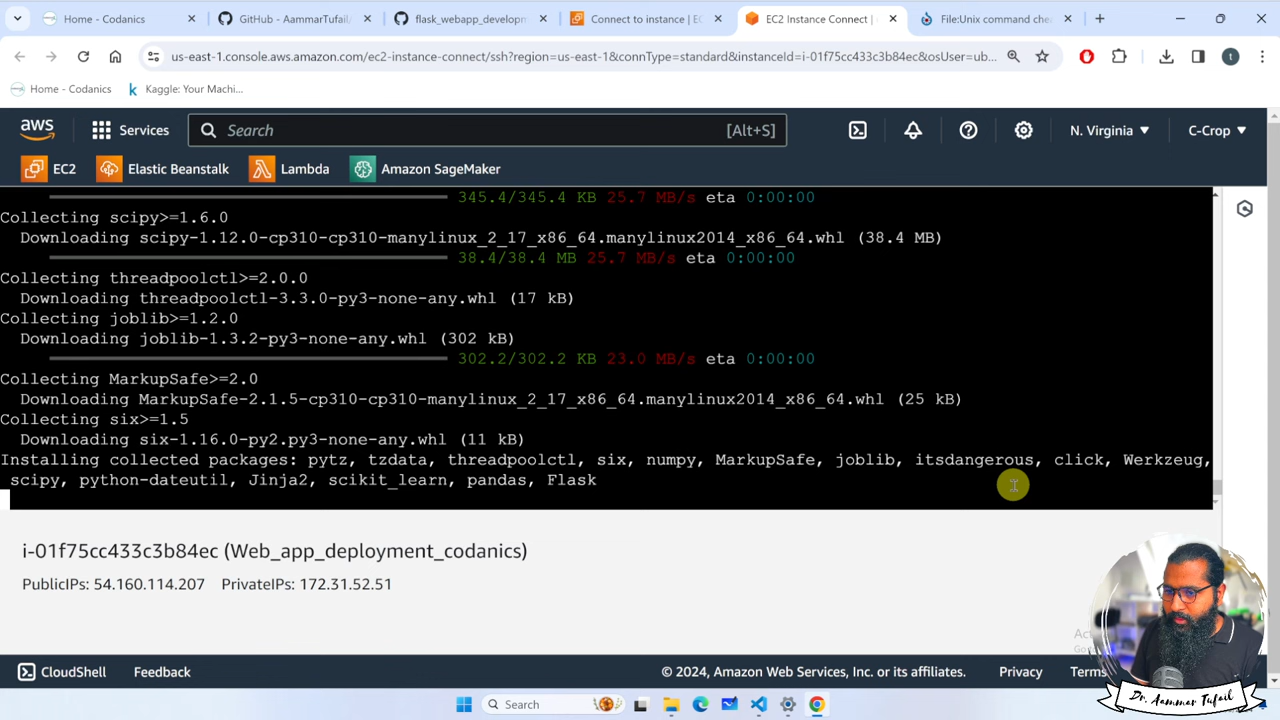 Home - Codanics
GitHub - AammarTufail/
flask_webapp_developm
Connect to instance | EC
EC2 Instance Connect |
File:Unix command che
us-east-1.console.aws.amazon.com/ec2-instance-connect/ssh?region=us-east-1&connType=standard&instanceId=i-01f75cc433c3b84ec&osUser=ub...
t
Home - Codanics
Kaggle: Your Machi...
aws
Services
Search
[Alt+S]
N. Virginia
C-Crop
EC2
Elastic Beanstalk
Lambda
Amazon SageMaker
345.4/345.4 KB 25.7 MB/s eta 0:00:00
Collecting scipy>=1.6.0
Downloading scipy-1.12.0-cp310-cp310-manylinux_2_17_x86_64.manylinux2014_x86_64.whl (38.4 MB)
38.4/38.4 MB 25.7 MB/s eta 0:00:00
Collecting threadpoolctl>=2.0.0
Downloading threadpoolctl-3.3.0-py3-none-any.whl (17 kB)
Collecting joblib>=1.2.0
Downloading joblib-1.3.2-py3-none-any.whl (302 kB)
302.2/302.2 KB 23.0 MB/s eta 0:00:00
Collecting MarkupSafe>=2.0
Downloading MarkupSafe-2.1.5-cp310-cp310-manylinux_2_17_x86_64.manylinux2014_x86_64.whl (25 kB)
Collecting six>=1.5
Downloading six-1.16.0-py2.py3-none-any.whl (11 kB)
Installing collected packages: pytz, tzdata, threadpoolctl, six, numpy, MarkupSafe, joblib, itsdangerous, click, Werkzeug,
scipy, python-dateutil, Jinja2, scikit_learn, pandas, Flask
i-01f75cc433c3b84ec (Web_app_deployment_codanics)
PublicIPs: 54.160.114.207 PrivateIPs: 172.31.52.51
CloudShell
Feedback
© 2024, Amazon Web Services, Inc. or its affiliates.
Privacy
Terms
Dr. Aammar Tufail
Search